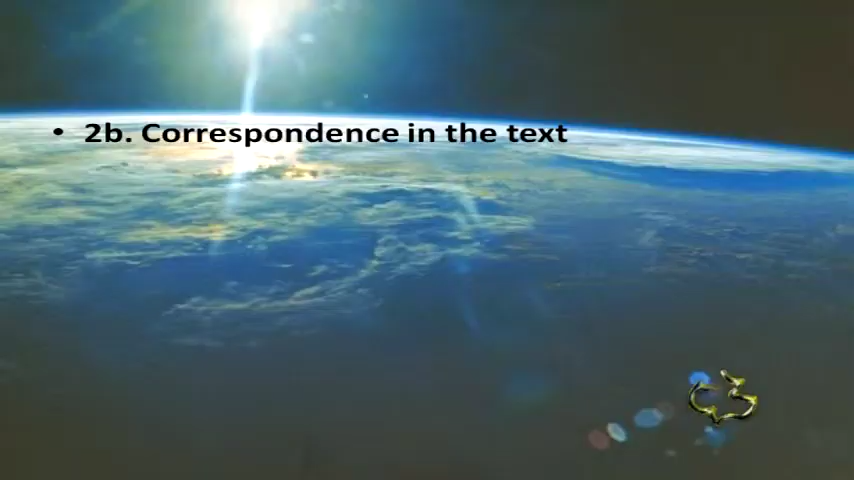 • 2b. Correspondence in the text